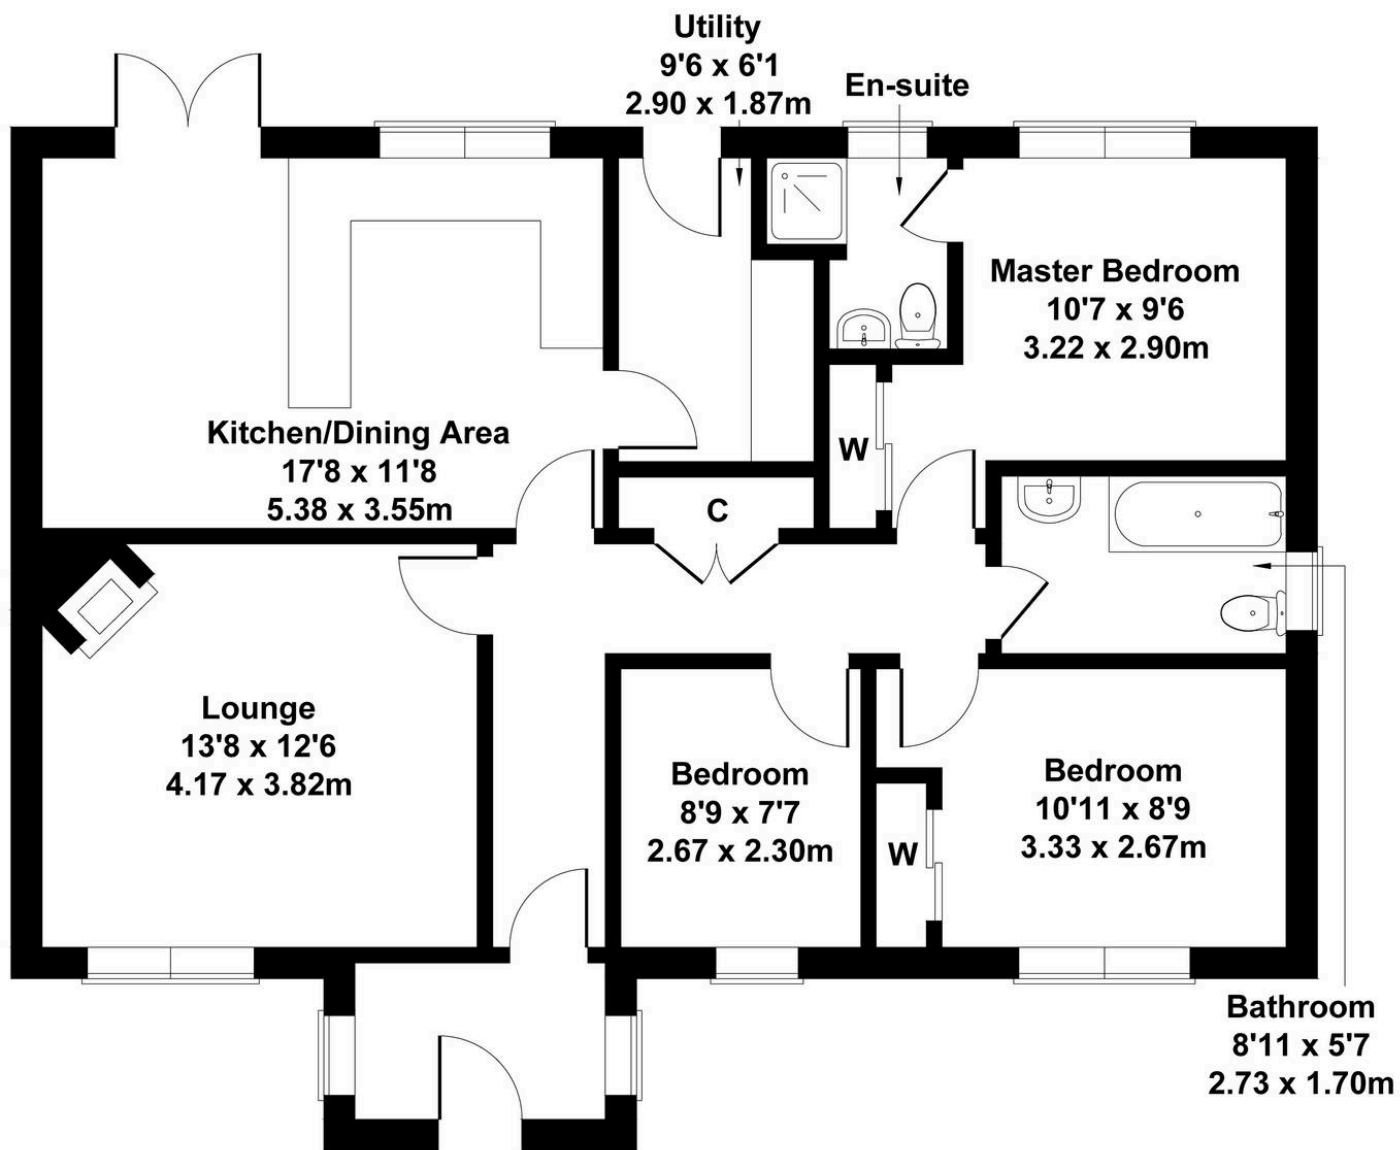 Utility
9'6 x 6'1
2.90 x 1.87m
En-suite
Master Bedroom
10'7 x 9'6
3.22 x 2.90m
Kitchen/Dining Area
17'8 x 11'8
5.38 x 3.55m
W
C
Lounge
13'8 x 12'6
4.17 x 3.82m
Bedroom
8'9 x 7'7
2.67 x 2.30m
W
Bedroom
10'11 x 8'9
3.33 x 2.67m
Bathroom
8'11 x 5'7
2.73 x 1.70m